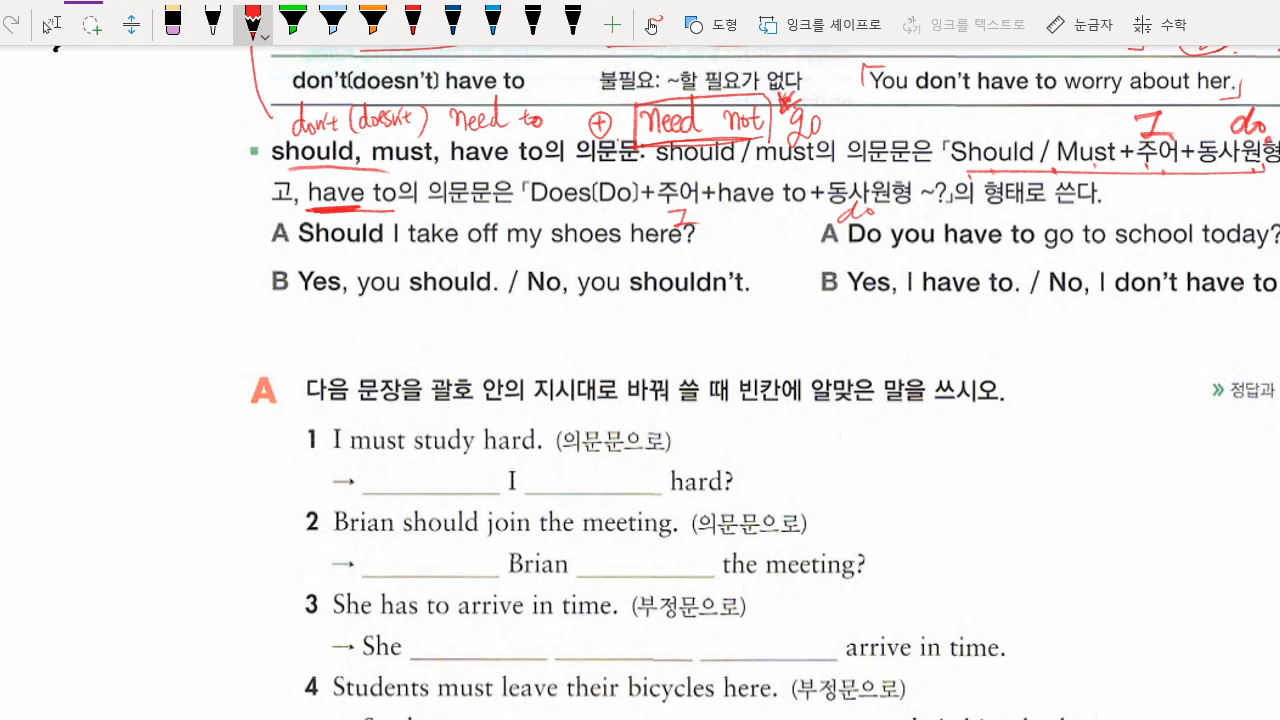 도형 잉크를 셰이프로 잉크를 텍스트로 눈금자 수학
don't(doesn't) have to 불필요: ~할 필요가 없다 「You don't have to worry about her.」
don't (doesn't) need to ⊕ need not go I do
should, must, have to의 의문문: should / must의 의문문은 「Should / Must+주어+동사원형
고, have to의 의문문은 「Does(Do)+주어+have to+동사원형 ~?」의 형태로 쓴다.
I do
A Should I take off my shoes here? A Do you have to go to school today?
B Yes, you should. / No, you shouldn't. B Yes, I have to. / No, I don't have to
A 다음 문장을 괄호 안의 지시대로 바꿔 쓸 때 빈칸에 알맞은 말을 쓰시오. » 정답과
1 I must study hard. (의문문으로)
→ __________ I __________ hard?
2 Brian should join the meeting. (의문문으로)
→ __________ Brian __________ the meeting?
3 She has to arrive in time. (부정문으로)
→ She __________ __________ __________ arrive in time.
4 Students must leave their bicycles here. (부정문으로)